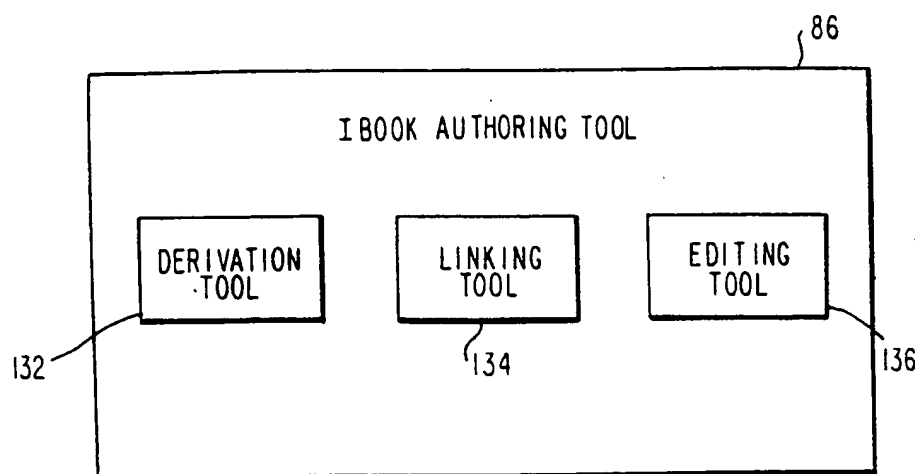 86
IBOOK AUTHORING TOOL
DERIVATION
TOOL
LINKING
TOOL
EDITING
TOOL
132
134
136